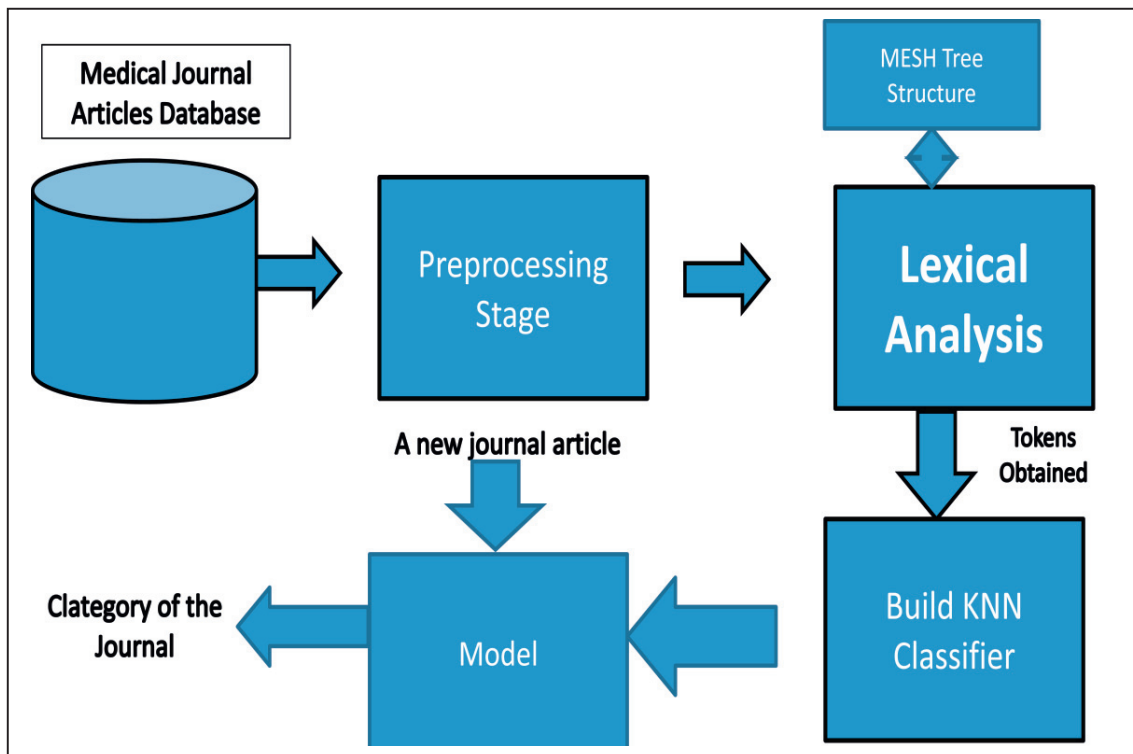 Medical Journal
Articles Database
MESH Tree
Structure
Preprocessing
Stage
Lexical
Analysis
A new journal article
Tokens
Obtained
Clategory of the
Journal
Model
Build KNN
Classifier